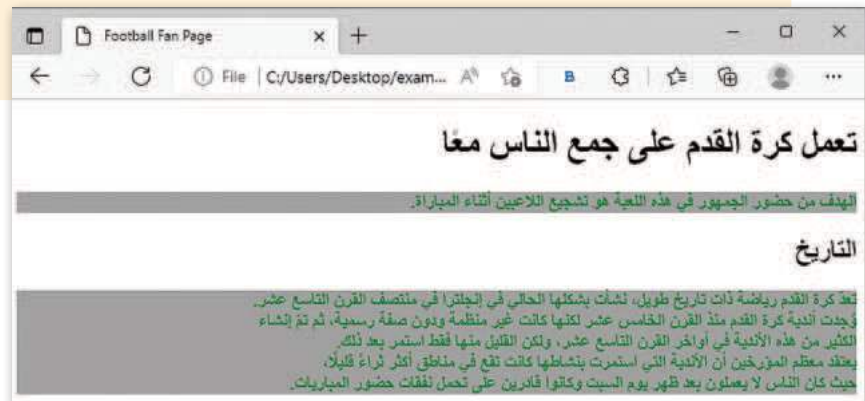 Football Fan Page
File
C:/Users/Desktop/exam...
B
تعمل كرة القدم على جمع الناس معًا
الهدف من حضور الجمهور في هذه اللعبة هو تشجيع اللاعبين أثناء المباراة.
التاريخ
تعدّ كرة القدم رياضة ذات تاريخ طويل، نشأت بشكلها الحالي في إنجلترا في منتصف القرن التاسع عشر.
وُجدت أندية كرة القدم منذ القرن الخامس عشر لكنها كانت غير منظمة ودون صفة رسمية، ثم تم إنشاء
الكثير من هذه الأندية في أواخر القرن التاسع عشر، ولكن القليل منها فقط استمر بعد ذلك.
يعتقد معظم المؤرخين أن الأندية التي استمرت بنشاطها كانت تقع في مناطق أكثر ثراءً قليلًا،
حيث كان الناس لا يعملون بعد ظهر يوم السبت وكانوا قادرين على تحمل نفقات حضور المباريات.